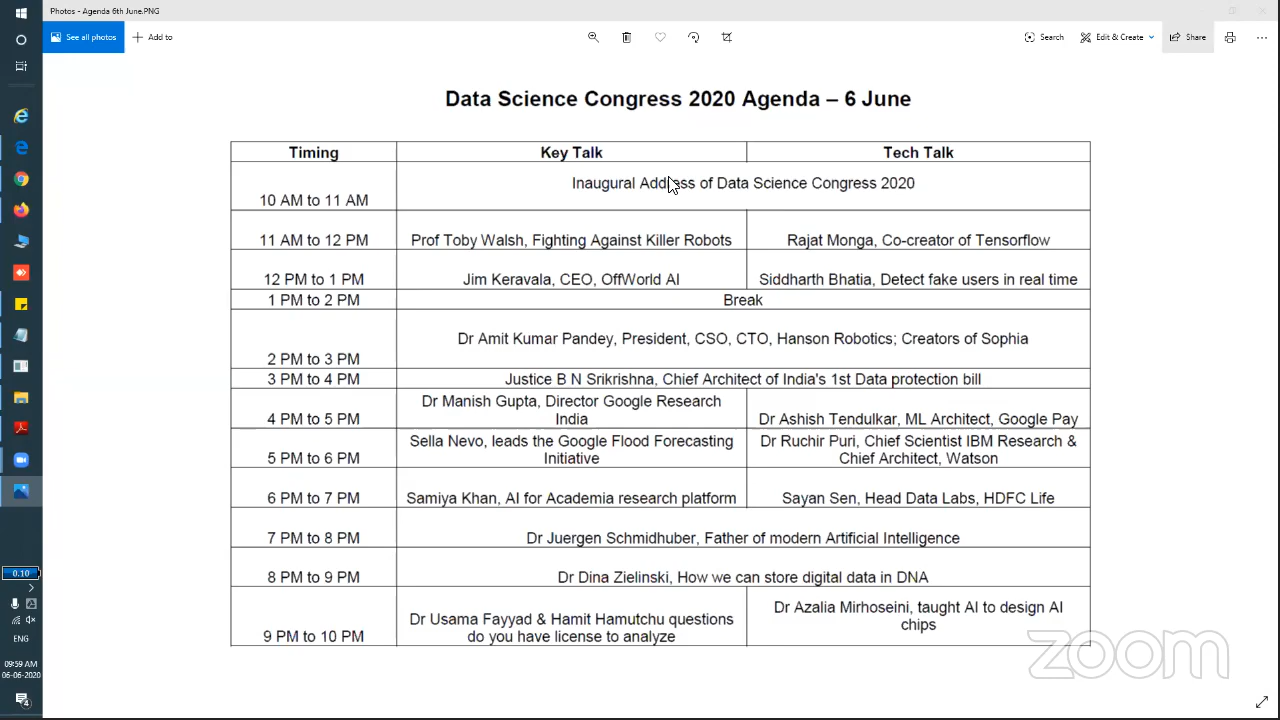 Photos - Agenda 6th June.PNG
See all photos
Add to
Search
Edit & Create
Share
Data Science Congress 2020 Agenda – 6 June
Timing Key Talk Tech Talk
10 AM to 11 AM Inaugural Address of Data Science Congress 2020
11 AM to 12 PM Prof Toby Walsh, Fighting Against Killer Robots Rajat Monga, Co-creator of Tensorflow
12 PM to 1 PM Jim Keravala, CEO, OffWorld AI Siddharth Bhatia, Detect fake users in real time
1 PM to 2 PM Break
2 PM to 3 PM Dr Amit Kumar Pandey, President, CSO, CTO, Hanson Robotics; Creators of Sophia
3 PM to 4 PM Justice B N Srikrishna, Chief Architect of India's 1st Data protection bill
4 PM to 5 PM Dr Manish Gupta, Director Google Research
India Dr Ashish Tendulkar, ML Architect, Google Pay
5 PM to 6 PM Sella Nevo, leads the Google Flood Forecasting
Initiative Dr Ruchir Puri, Chief Scientist IBM Research &
Chief Architect, Watson
6 PM to 7 PM Samiya Khan, AI for Academia research platform Sayan Sen, Head Data Labs, HDFC Life
7 PM to 8 PM Dr Juergen Schmidhuber, Father of modern Artificial Intelligence
8 PM to 9 PM Dr Dina Zielinski, How we can store digital data in DNA
9 PM to 10 PM Dr Usama Fayyad & Hamit Hamutchu questions
do you have license to analyze Dr Azalia Mirhoseini, taught AI to design AI
chips
0.10
ENG
09:59 AM
06-06-2020
4
zoom